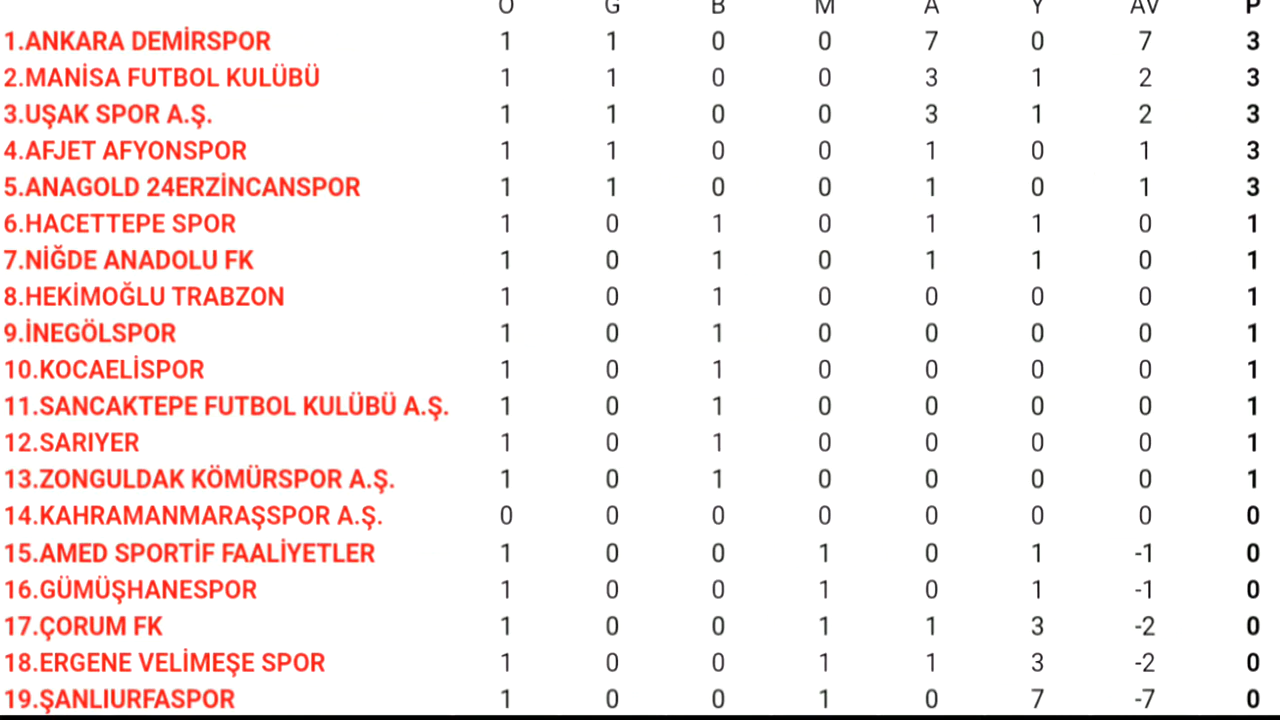 O G B M A Y AV P
1.ANKARA DEMİRSPOR 1 1 0 0 7 0 7 3
2.MANİSA FUTBOL KULÜBÜ 1 1 0 0 3 1 2 3
3.UŞAK SPOR A.Ş. 1 1 0 0 3 1 2 3
4.AFJET AFYONSPOR 1 1 0 0 1 0 1 3
5.ANAGOLD 24ERZİNCANSPOR 1 1 0 0 1 0 1 3
6.HACETTEPE SPOR 1 0 1 0 1 1 0 1
7.NİĞDE ANADOLU FK 1 0 1 0 1 1 0 1
8.HEKİMOĞLU TRABZON 1 0 1 0 0 0 0 1
9.İNEGÖLSPOR 1 0 1 0 0 0 0 1
10.KOCAELİSPOR 1 0 1 0 0 0 0 1
11.SANCAKTEPE FUTBOL KULÜBÜ A.Ş. 1 0 1 0 0 0 0 1
12.SARIYER 1 0 1 0 0 0 0 1
13.ZONGULDAK KÖMÜRSPOR A.Ş. 1 0 1 0 0 0 0 1
14.KAHRAMANMARAŞSPOR A.Ş. 0 0 0 0 0 0 0 0
15.AMED SPORTİF FAALİYETLER 1 0 0 1 0 1 -1 0
16.GÜMÜŞHANESPOR 1 0 0 1 0 1 -1 0
17.ÇORUM FK 1 0 0 1 1 3 -2 0
18.ERGENE VELİMEŞE SPOR 1 0 0 1 1 3 -2 0
19.ŞANLIURFASPOR 1 0 0 1 0 7 -7 0